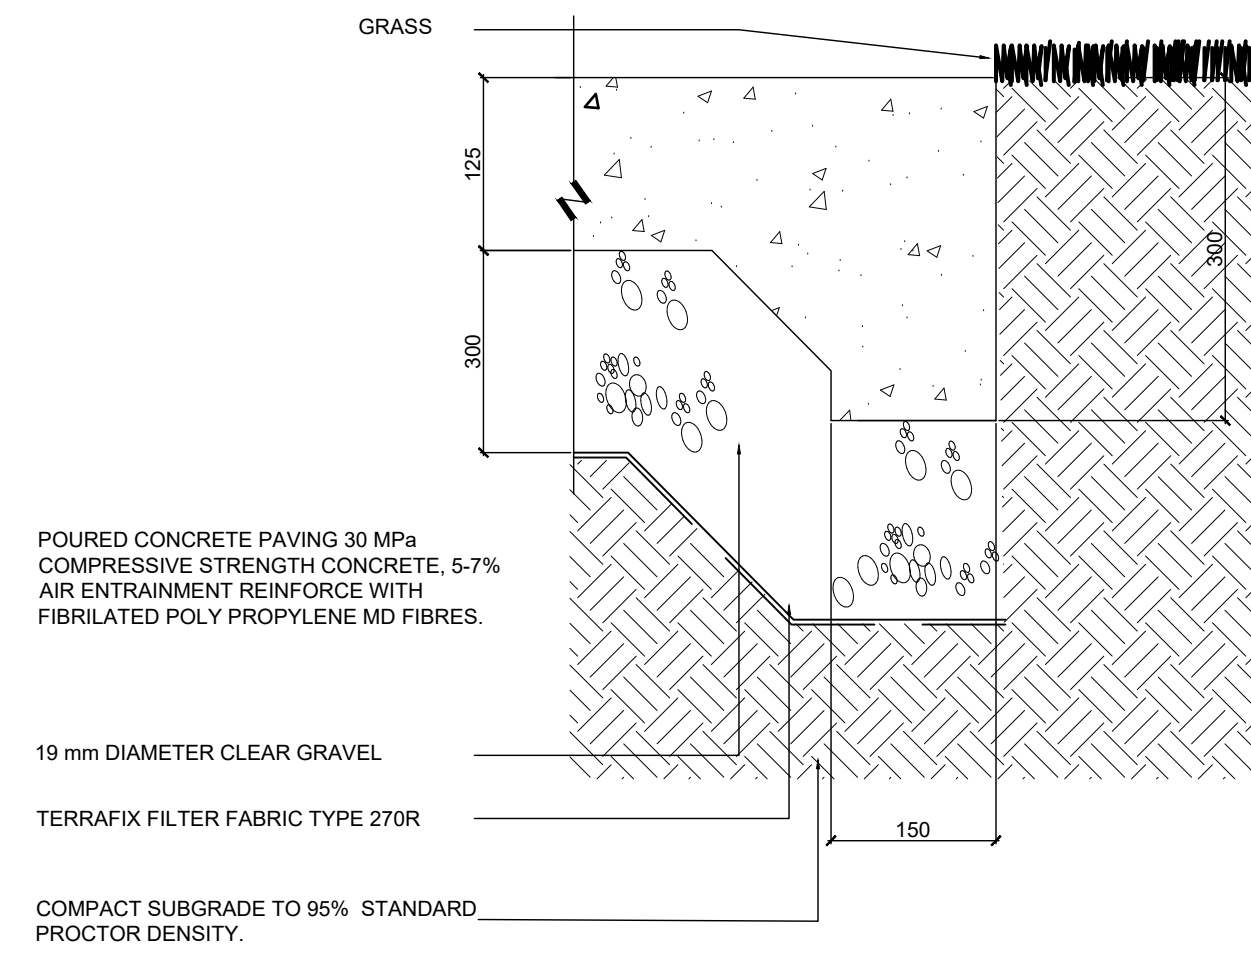 GRASS
125
300
300
POURED CONCRETE PAVING 30 MPa
COMPRESSIVE STRENGTH CONCRETE, 5-7%
AIR ENTRAINMENT REINFORCE WITH
FIBRILATED POLY PROPYLENE MD FIBRES.
19 mm DIAMETER CLEAR GRAVEL
TERRAFIX FILTER FABRIC TYPE 270R
150
COMPACT SUBGRADE TO 95% STANDARD
PROCTOR DENSITY.